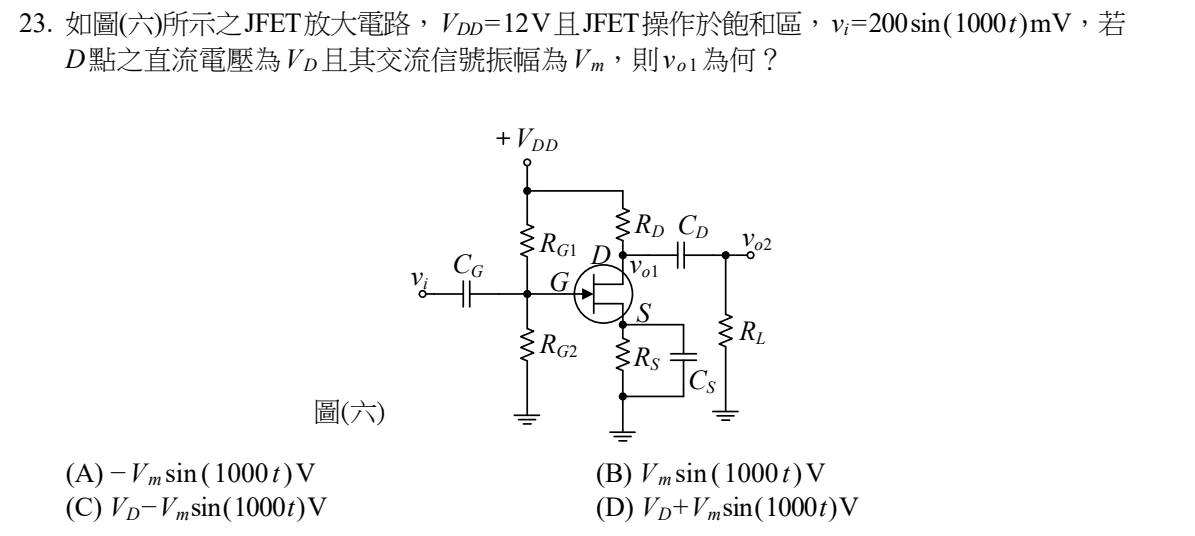 23. 如圖(六)所示之JFET放大電路，VDD=12V且JFET操作於飽和區，vi=200sin(1000t)mV，若
D點之直流電壓為VD且其交流信號振幅為Vm，則vo1為何？
+VDD
RD CD
vo2
RG1 D
vo1
CG
vi
G
S
RL
RG2
RS
CS
圖(六)
(A) −Vm sin(1000t)V
(B) Vm sin(1000t)V
(C) VD−Vmsin(1000t)V
(D) VD+Vmsin(1000t)V